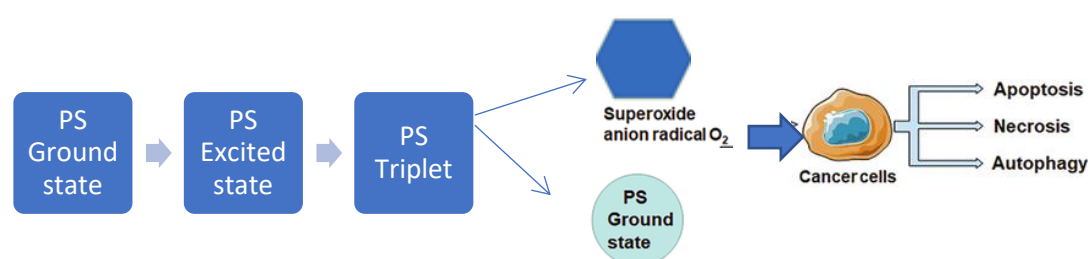 PS
Ground
state
PS
Excited
state
PS
Triplet
Superoxide
anion radical O₂
PS
Ground
state
Cancer cells
Apoptosis
Necrosis
Autophagy